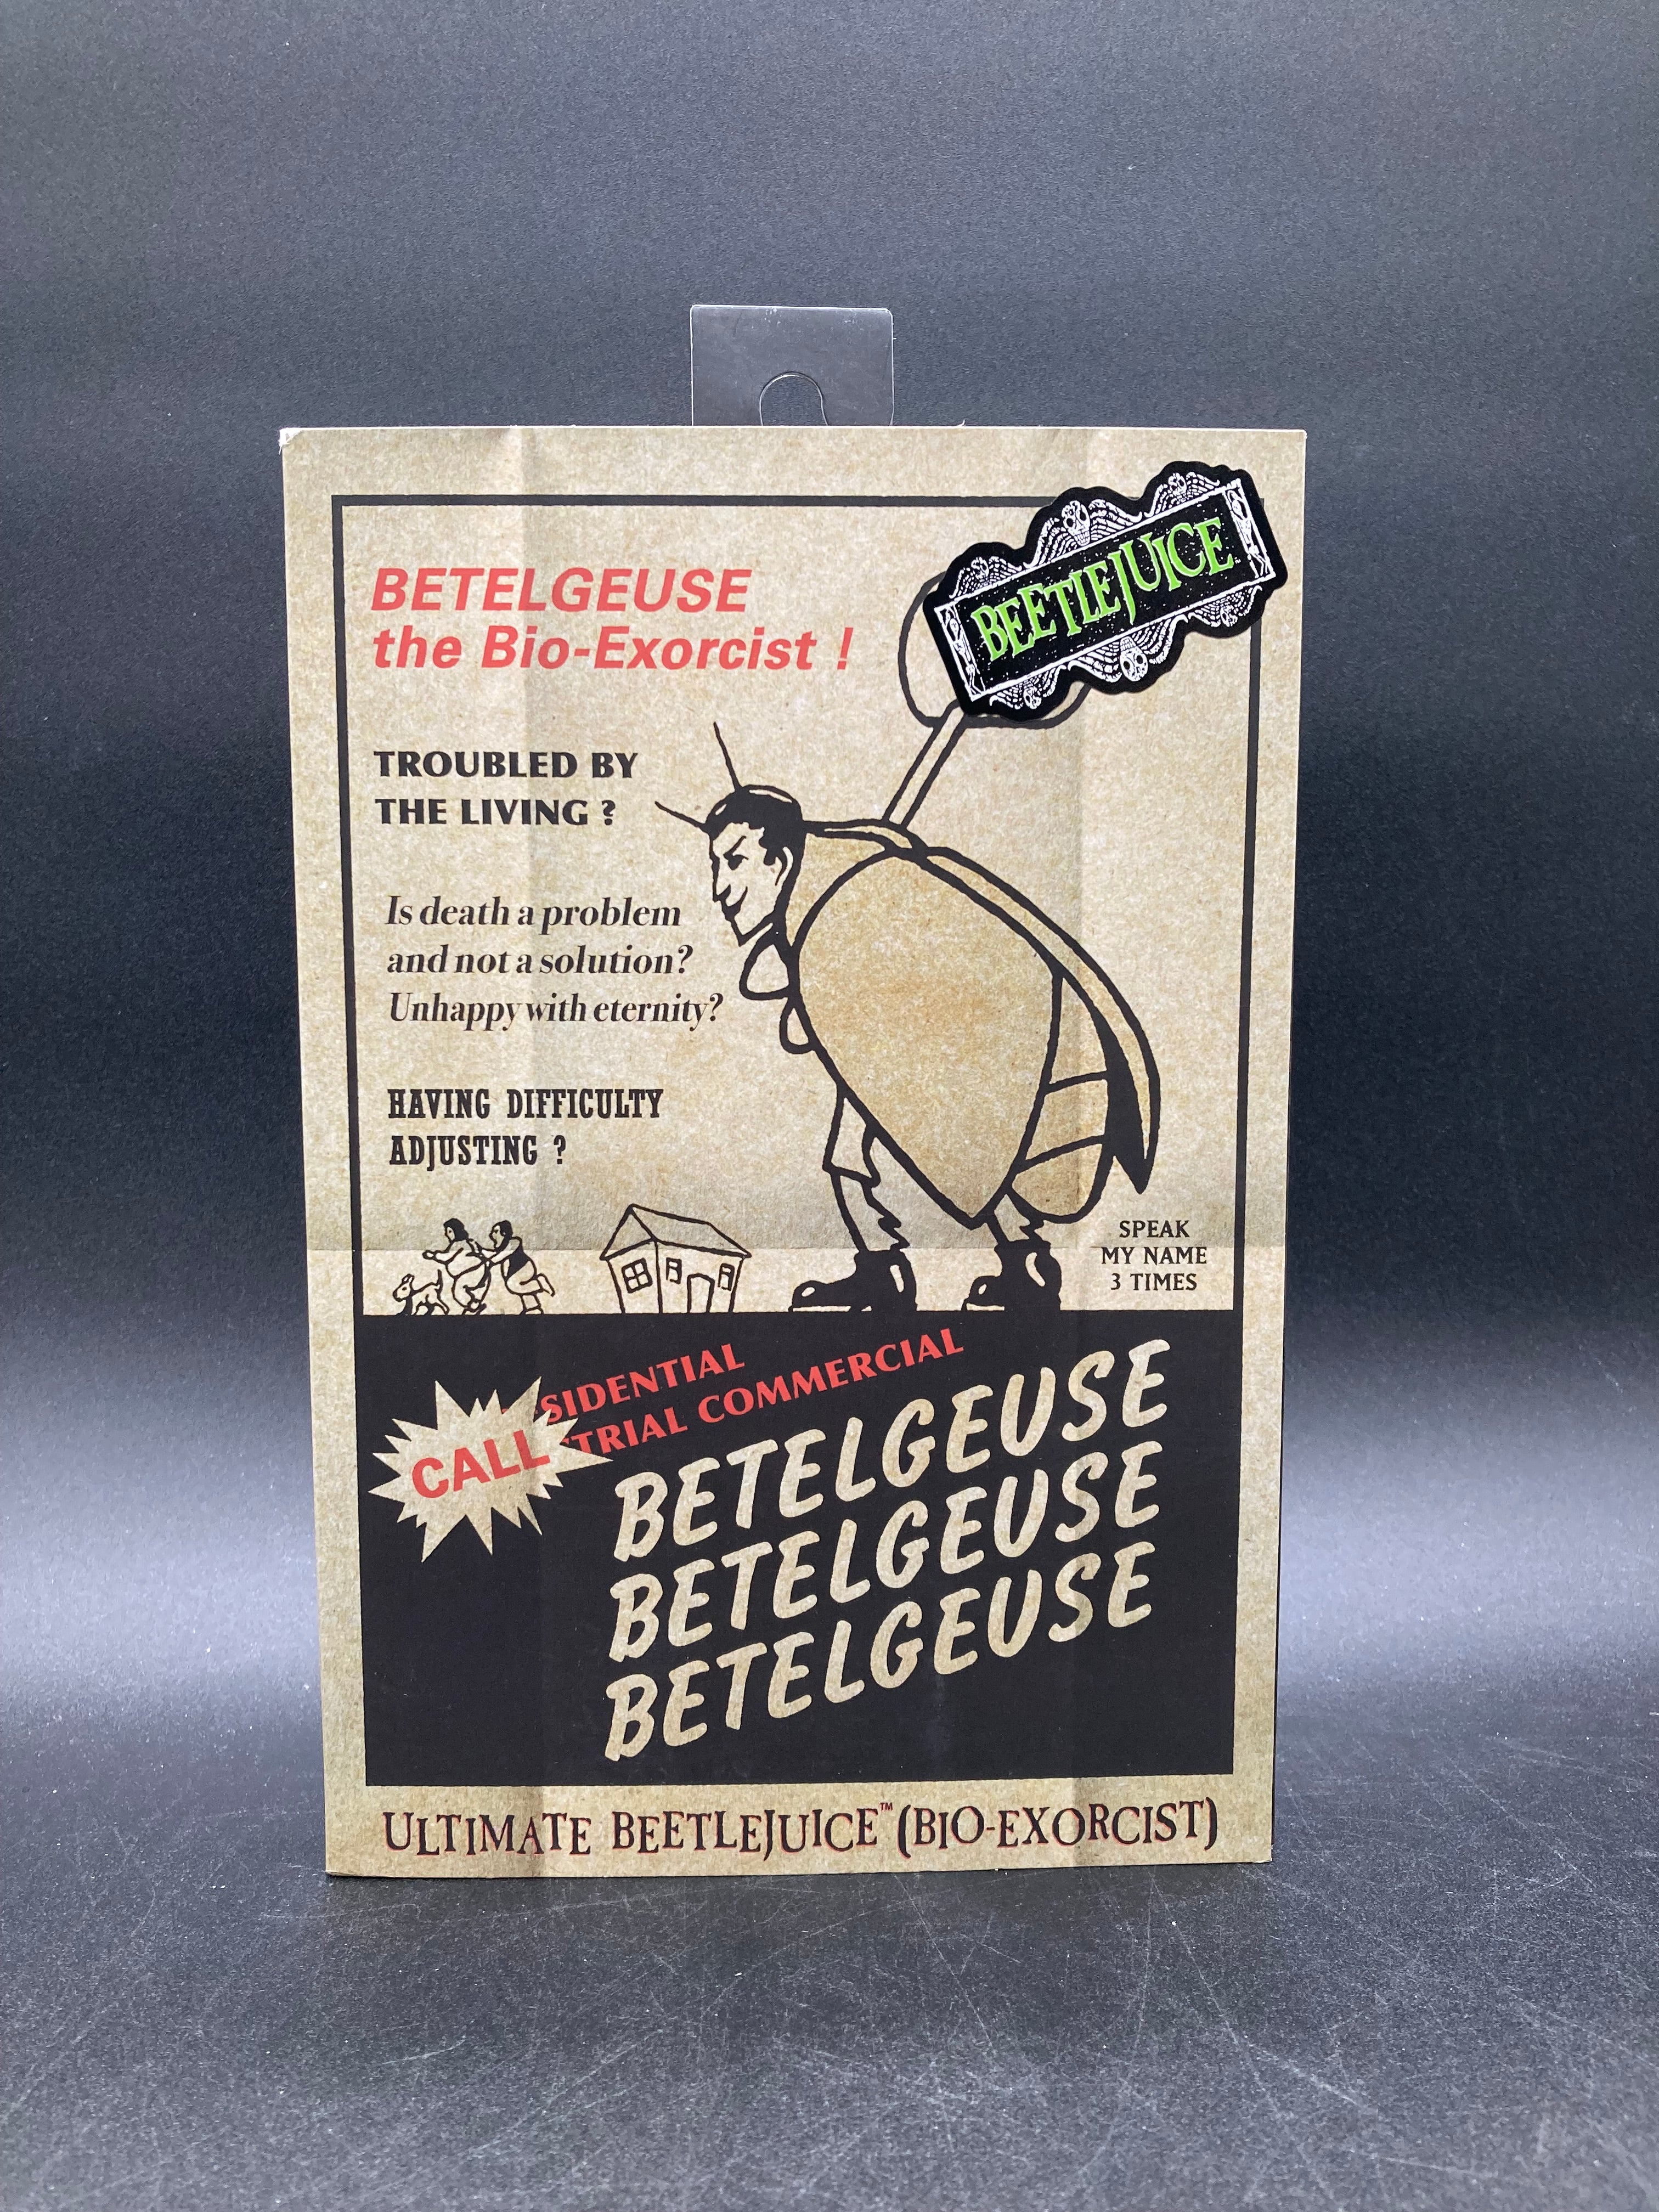 BEETLEJUICE
BETELGEUSE
the Bio-Exorcist !
TROUBLED BY
THE LIVING ?
Is death a problem
and not a solution?
Unhappy with eternity?
HAVING DIFFICULTY
ADJUSTING ?
SPEAK
MY NAME
3 TIMES
SIDENTIAL
TRIAL COMMERCIAL
CALL
BETELGEUSE
BETELGEUSE
BETELGEUSE
ULTIMATE BEETLEJUICE™ (BIO-EXORCIST)